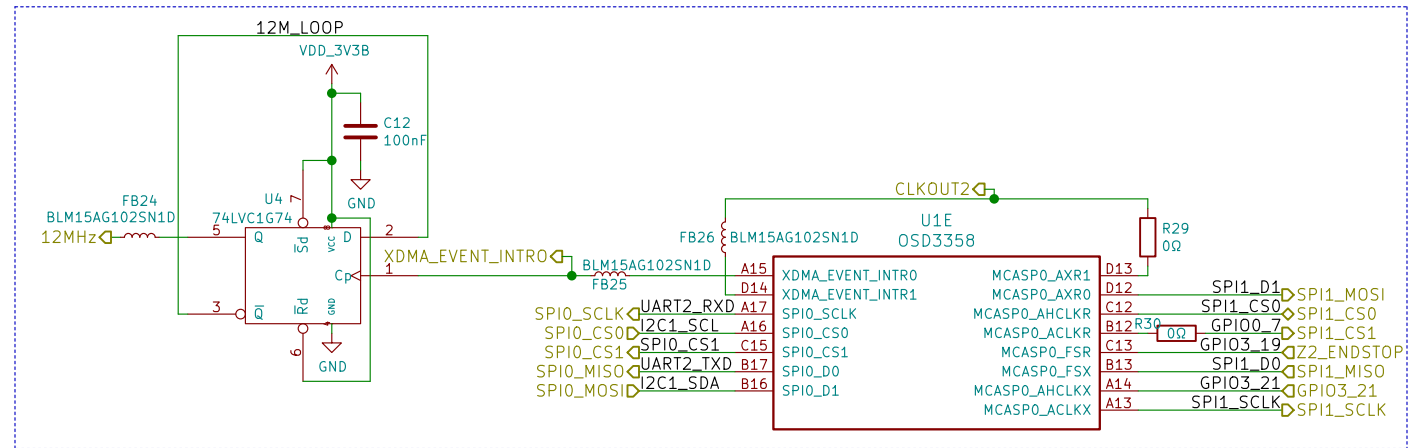 12M_LOOP
VDD_3V3B
C12
100nF
GND
FB24
BLM15AG102SN1D
12MHz
U4
74LVC1G74
7
5
Q
Sd
VCC
8
D
2
Cp
1
3
Q
Rd
GND
4
6
GND
XDMA_EVENT_INTR0
BLM15AG102SN1D
FB25
CLKOUT2
FB26
BLM15AG102SN1D
U1E
OSD3358
R29
0Ω
A15
XDMA_EVENT_INTR0
MCASP0_AXR1
D13
D14
XDMA_EVENT_INTR1
MCASP0_AXR0
D12
SPI1_D1
SPI1_MOSI
SPI0_SCLK
UART2_RXD
A17
SPI0_SCLK
MCASP0_AHCLKR
C12
SPI1_CS0
SPI1_CS0
SPI0_CS0
I2C1_SCL
A16
SPI0_CS0
MCASP0_ACLKR
B12
R30
0Ω
GPIO0_7
SPI1_CS1
SPI0_CS1
SPI0_CS1
C15
SPI0_CS1
MCASP0_FSR
C13
GPIO3_19
Z2_ENDSTOP
SPI0_MISO
UART2_TXD
B17
SPI0_D0
MCASP0_FSX
B13
SPI1_D0
SPI1_MISO
SPI0_MOSI
I2C1_SDA
B16
SPI0_D1
MCASP0_AHCLKX
A14
GPIO3_21
GPIO3_21
MCASP0_ACLKX
A13
SPI1_SCLK
SPI1_SCLK